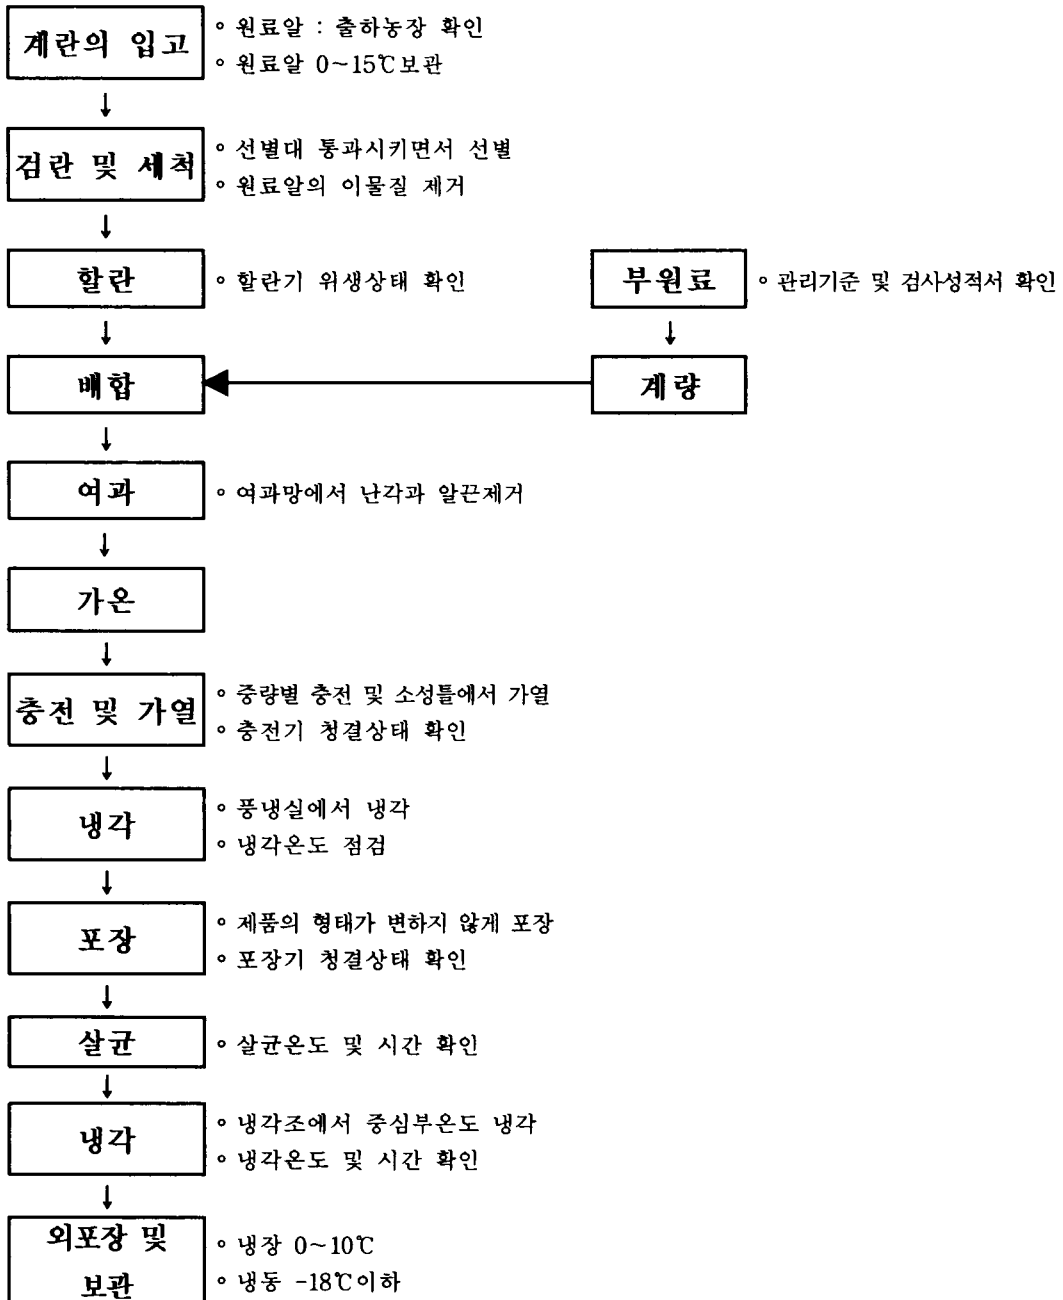 계란의 입고
◦ 원료알 : 출하농장 확인
◦ 원료알 0~15℃보관
↓
검란 및 세척
◦ 선별대 통과시키면서 선별
◦ 원료알의 이물질 제거
↓
할란
◦ 할란기 위생상태 확인
부원료
◦ 관리기준 및 검사성적서 확인
↓
↓
배합
계량
↓
여과
◦ 여과망에서 난각과 알끈제거
↓
가온
↓
충전 및 가열
◦ 중량별 충전 및 소성틀에서 가열
◦ 충전기 청결상태 확인
↓
냉각
◦ 풍냉실에서 냉각
◦ 냉각온도 점검
↓
포장
◦ 제품의 형태가 변하지 않게 포장
◦ 포장기 청결상태 확인
↓
살균
◦ 살균온도 및 시간 확인
↓
냉각
◦ 냉각조에서 중심부온도 냉각
◦ 냉각온도 및 시간 확인
↓
외포장 및
보관
◦ 냉장 0~10℃
◦ 냉동 -18℃이하